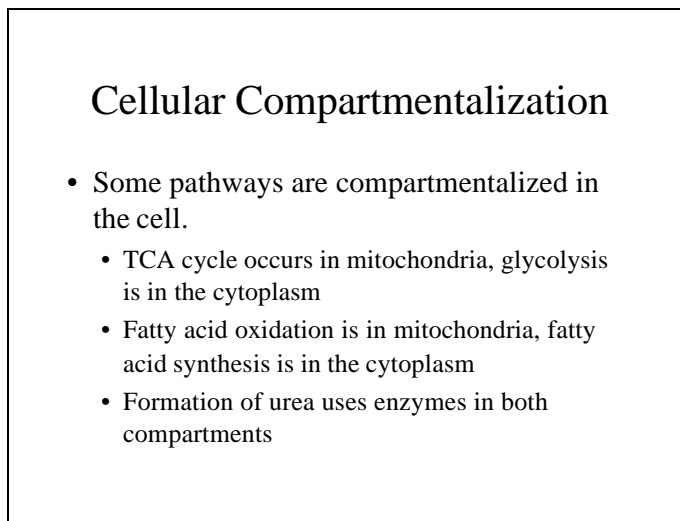 Cellular Compartmentalization
• Some pathways are compartmentalized in
the cell.
• TCA cycle occurs in mitochondria, glycolysis
is in the cytoplasm
• Fatty acid oxidation is in mitochondria, fatty
acid synthesis is in the cytoplasm
• Formation of urea uses enzymes in both
compartments